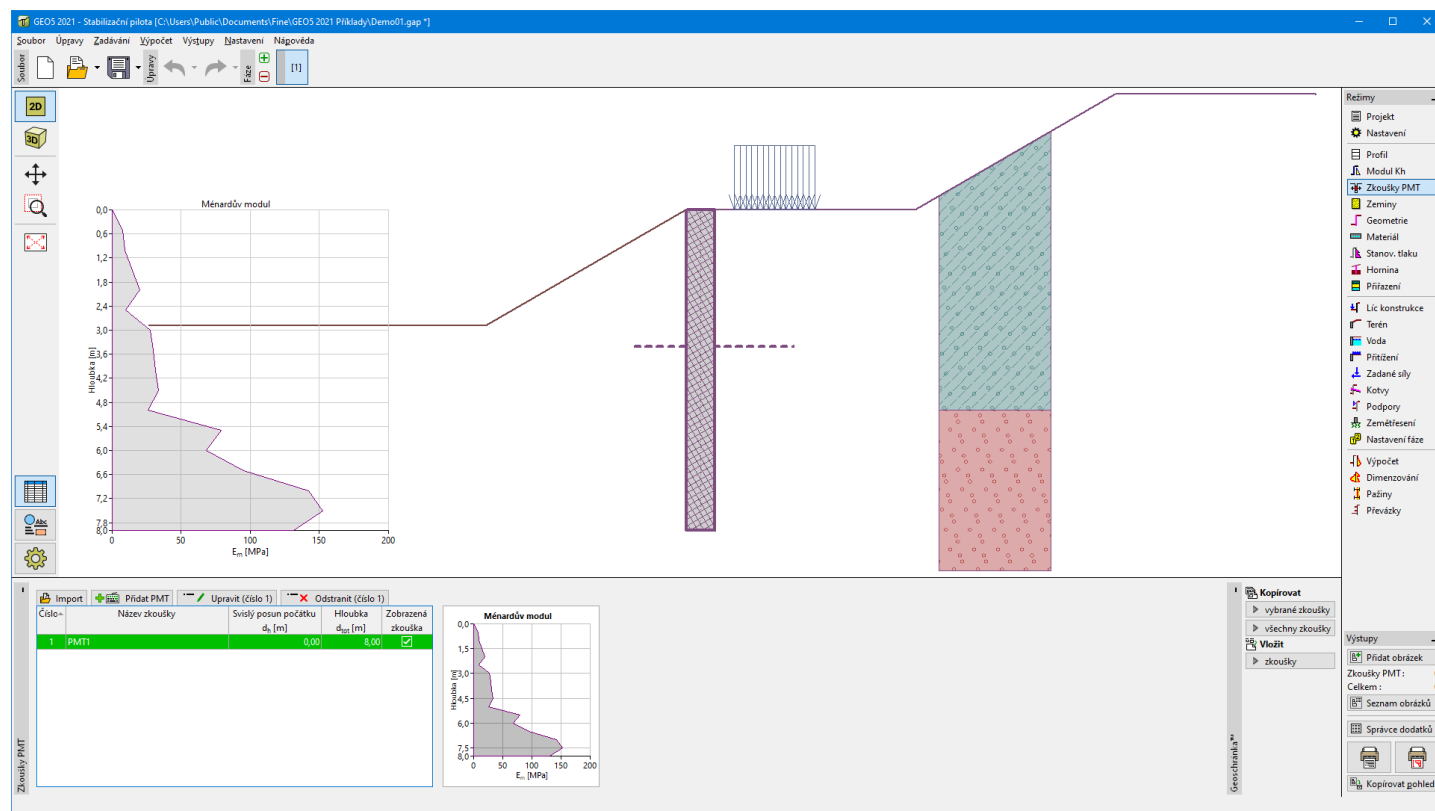 GEO5 2021 - Stabilizační pilota [C:\Users\Public\Documents\Fine\GEO5 2021 Příklady\Demo01.gap *]
Soubor Úpravy Zadávání Výpočet Výstupy Nastavení Nápověda
Soubor
Úpravy
Fáze
[1]
2D
3D
Abc
Ménardův modul
Hloubka [m]
0,0
0,6
1,2
1,8
2,4
3,0
3,6
4,2
4,8
5,4
6,0
6,6
7,2
7,8
8,0
0 50 100 150 200
Em [MPa]
Režimy
Projekt
Nastavení
Profil
Modul Kh
Zkoušky PMT
Zeminy
Geometrie
Materiál
Stanov. tlaku
Hornina
Přiřazení
Líc konstrukce
Terén
Voda
Přitížení
Zadané síly
Kotvy
Podpory
Zemětřesení
Nastavení fáze
Výpočet
Dimenzování
Pažiny
Převázky
Zkoušky PMT
Import Přidat PMT Upravit (číslo 1) Odstranit (číslo 1)
Číslo Název zkoušky Svislý posun počátku Hloubka Zobrazená
dh [m] dtot [m] zkouška
1 PMT1 0,00 8,00
Ménardův modul
Hloubka [m]
0,0
1,5
3,0
4,5
6,0
7,5
8,0
0 50 100 150 200
Em [MPa]
Geoschránka™
Kopírovat
vybrané zkoušky
všechny zkoušky
Vložit
zkoušky
Výstupy
Přidat obrázek
Zkoušky PMT :
Celkem :
Seznam obrázků
Správce dodatků
Kopírovat pohled